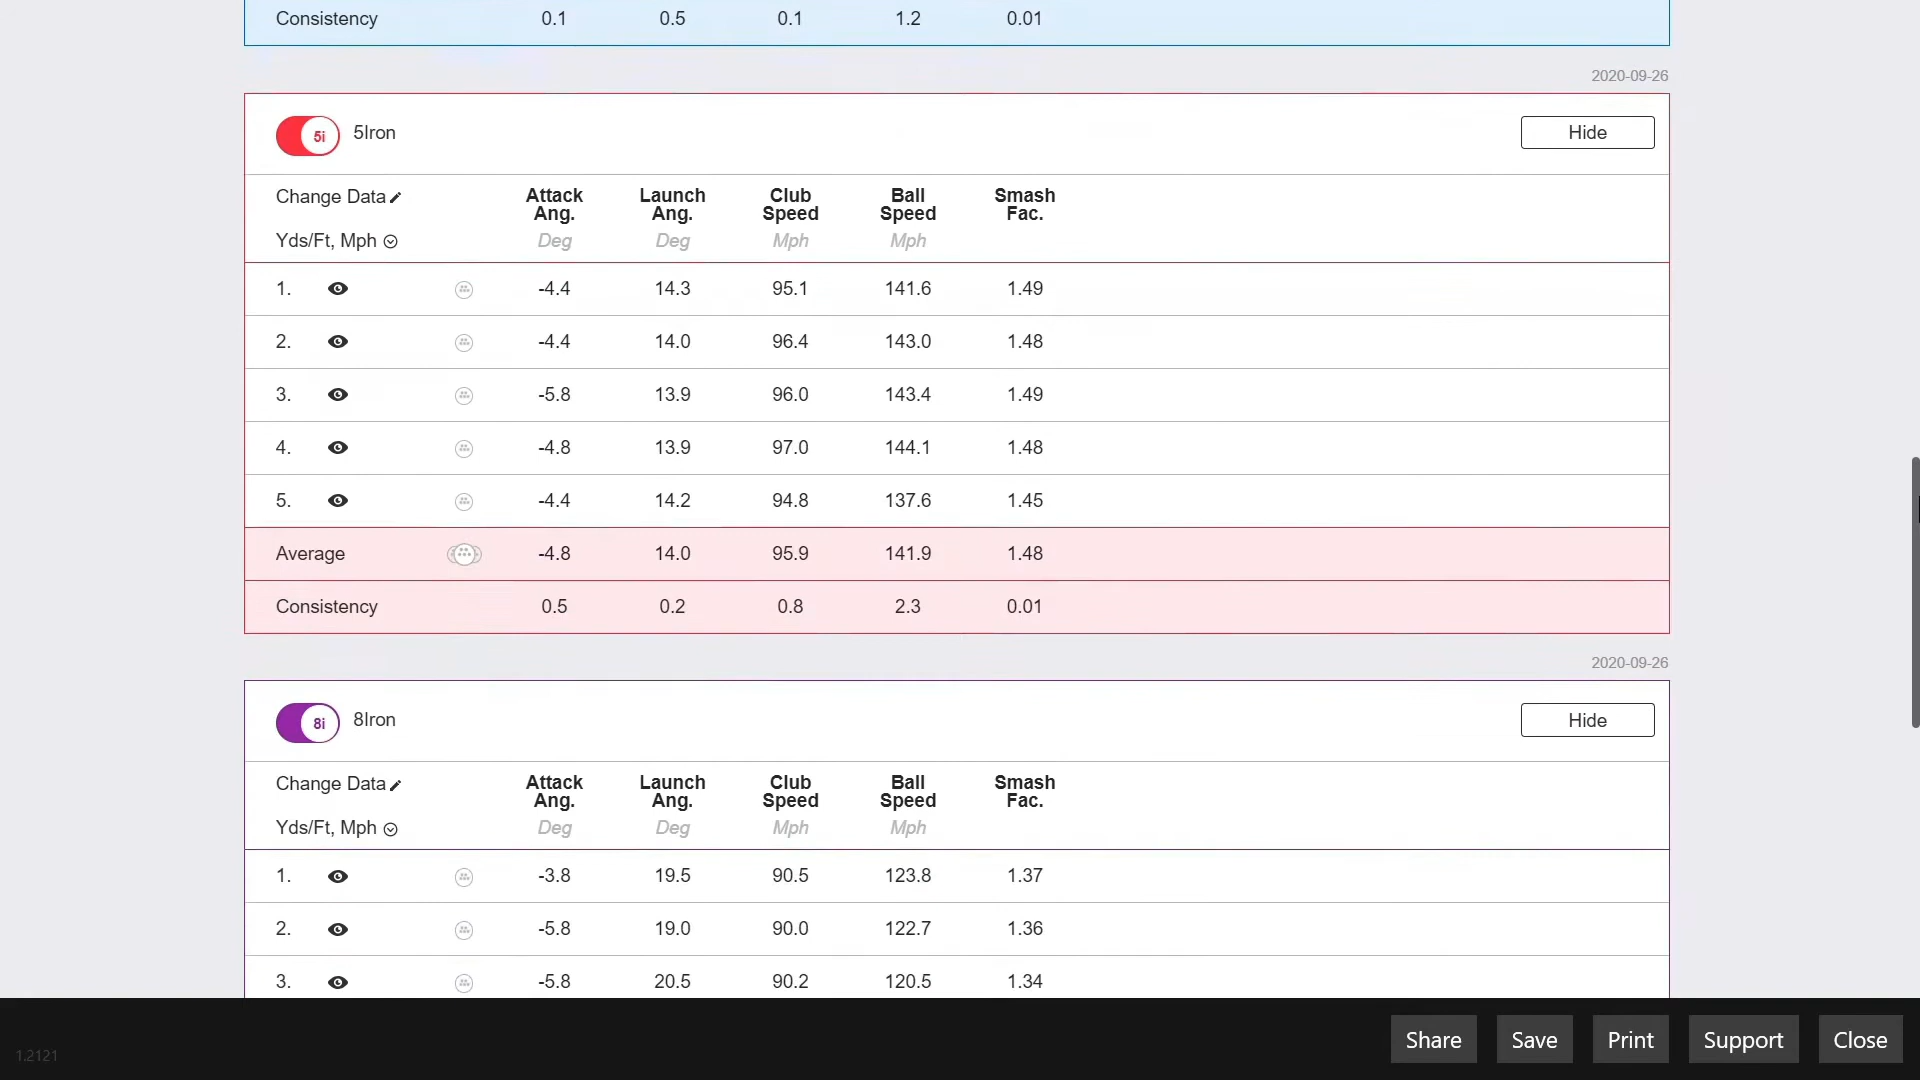 Consistency 0.1 0.5 0.1 1.2 0.01
2020-09-26
5i 5Iron Hide
Change Data Attack Ang. Launch Ang. Club Speed Ball Speed Smash Fac.
Yds/Ft, Mph Deg Deg Mph Mph
1. -4.4 14.3 95.1 141.6 1.49
2. -4.4 14.0 96.4 143.0 1.48
3. -5.8 13.9 96.0 143.4 1.49
4. -4.8 13.9 97.0 144.1 1.48
5. -4.4 14.2 94.8 137.6 1.45
Average -4.8 14.0 95.9 141.9 1.48
Consistency 0.5 0.2 0.8 2.3 0.01
2020-09-26
8i 8Iron Hide
Change Data Attack Ang. Launch Ang. Club Speed Ball Speed Smash Fac.
Yds/Ft, Mph Deg Deg Mph Mph
1. -3.8 19.5 90.5 123.8 1.37
2. -5.8 19.0 90.0 122.7 1.36
3. -5.8 20.5 90.2 120.5 1.34
1.2121 Share Save Print Support Close